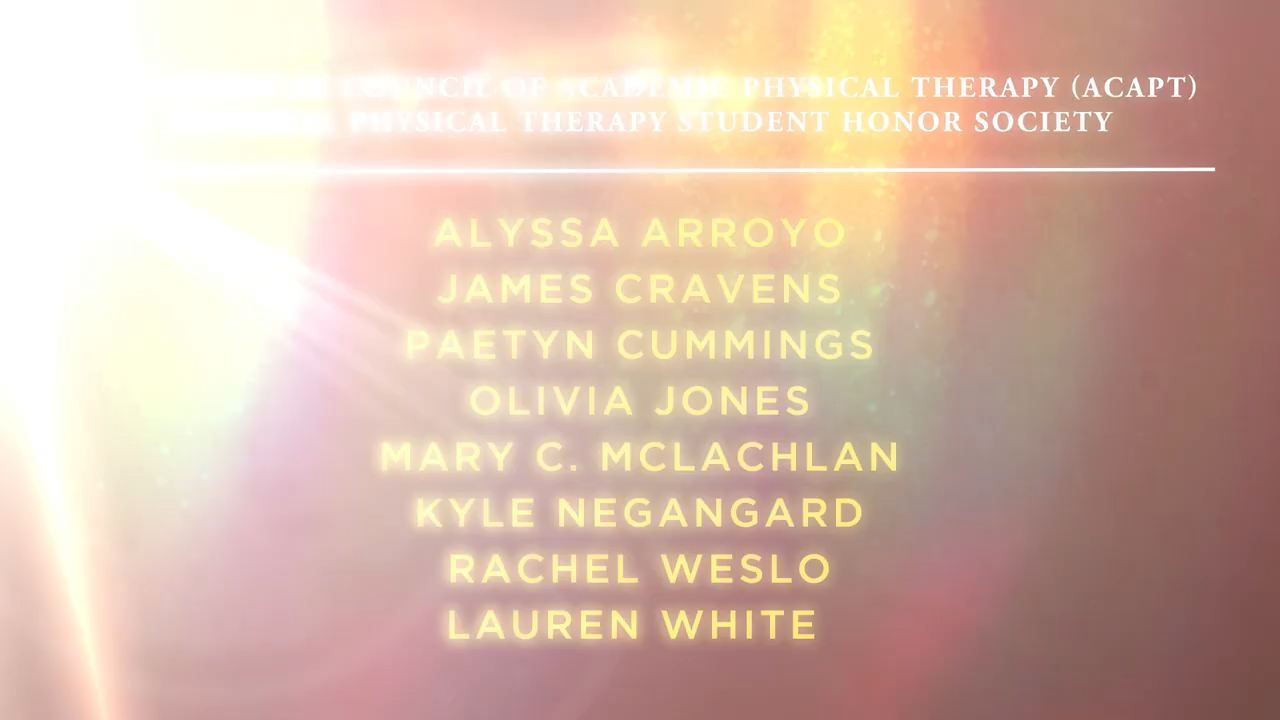 COUNCIL OF ACADEMIC PHYSICAL THERAPY (ACAPT)
PHYSICAL THERAPY STUDENT HONOR SOCIETY
ALYSSA ARROYO
JAMES CRAVENS
PAETYN CUMMINGS
OLIVIA JONES
MARY C. MCLACHLAN
KYLE NEGANGARD
RACHEL WESLO
LAUREN WHITE